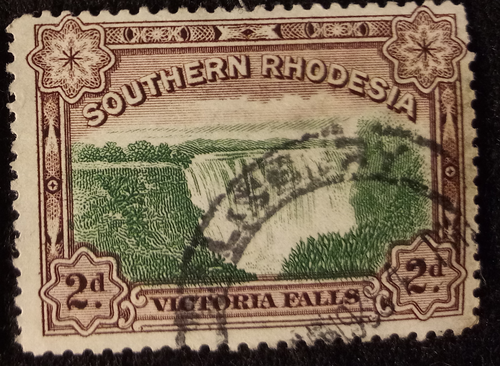 SOUTHERN RHODESIA
2d. 2d.
VICTORIA FALLS